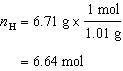 n_H = 6.71 g × 1 mol / 1.01 g
= 6.64 mol